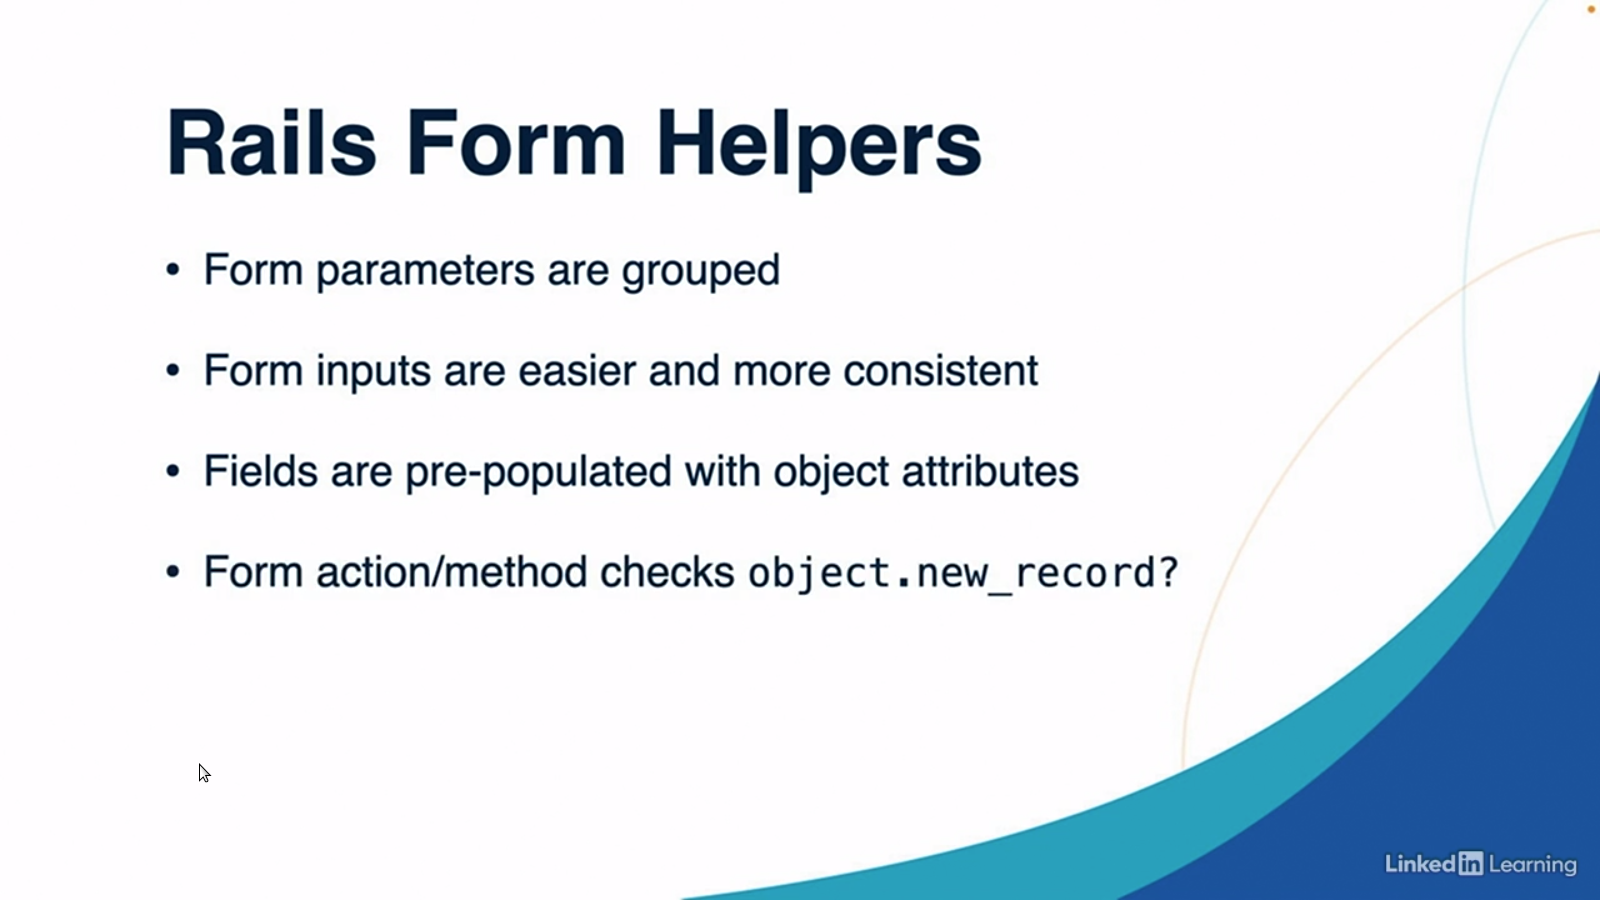 Rails Form Helpers
• Form parameters are grouped
• Form inputs are easier and more consistent
• Fields are pre-populated with object attributes
• Form action/method checks object.new_record?
Linked in Learning